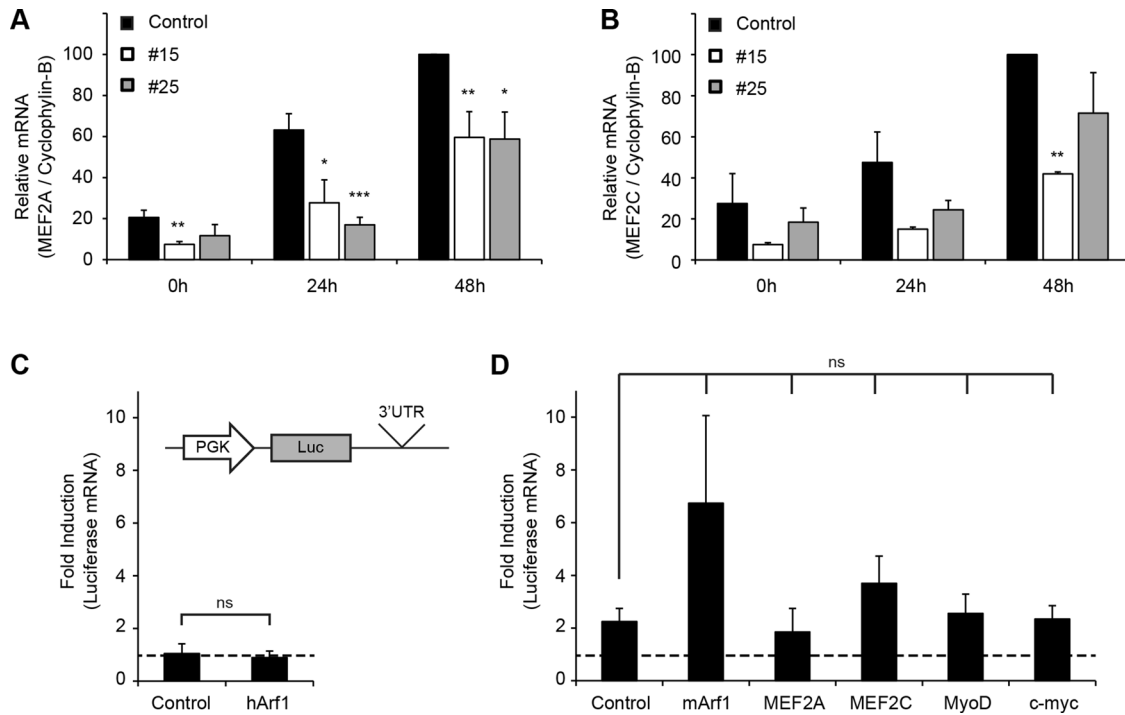 A
Control
#15
#25
Relative mRNA
(MEF2A / Cyclophylin-B)
100
80
60
40
20
0
**
*
***
**
*
0h
24h
48h
B
Control
#15
#25
Relative mRNA
(MEF2C / Cyclophylin-B)
100
80
60
40
20
0
**
0h
24h
48h
C
Fold Induction
(Luciferase mRNA)
10
8
6
4
2
0
PGK
Luc
3'UTR
ns
Control
hArf1
D
Fold Induction
(Luciferase mRNA)
10
8
6
4
2
0
ns
Control
mArf1
MEF2A
MEF2C
MyoD
c-myc